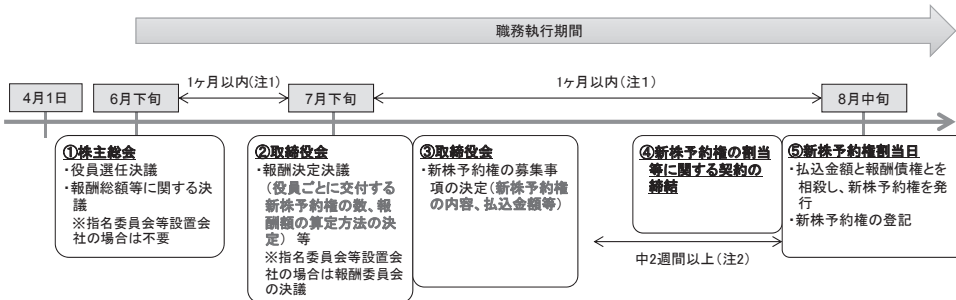 職務執行期間
1ヶ月以内(注1)
1ヶ月以内(注1)
4月1日
6月下旬
7月下旬
8月中旬
①株主総会
・役員選任決議
・報酬総額等に関する決
議
※指名委員会等設置会
社の場合は不要
②取締役会
・報酬決定決議
(役員ごとに交付する
新株予約権の数、報
酬額の算定方法の決
定) 等
※指名委員会等設置会
社の場合は報酬委員会
の決議
③取締役会
・新株予約権の募集事
項の決定(新株予約権
の内容、払込金額等)
④新株予約権の割当
等に関する契約の
締結
⑤新株予約権割当日
・払込金額と報酬債権とを
相殺し、新株予約権を発
行
・新株予約権の登記
中2週間以上(注2)